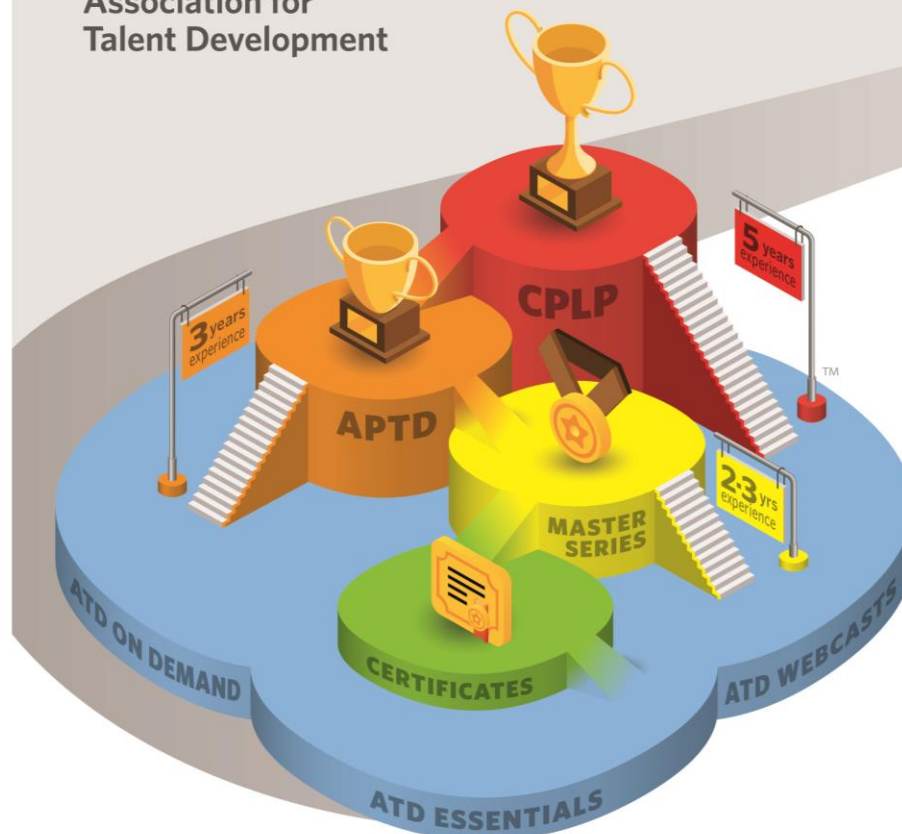 Association for
Talent Development
5 years
experience
CPLP
3 years
experience
TM
APTD
2-3 yrs
experience
MASTER
SERIES
CERTIFICATES
ATD ON DEMAND
ATD WEBCASTS
ATD ESSENTIALS